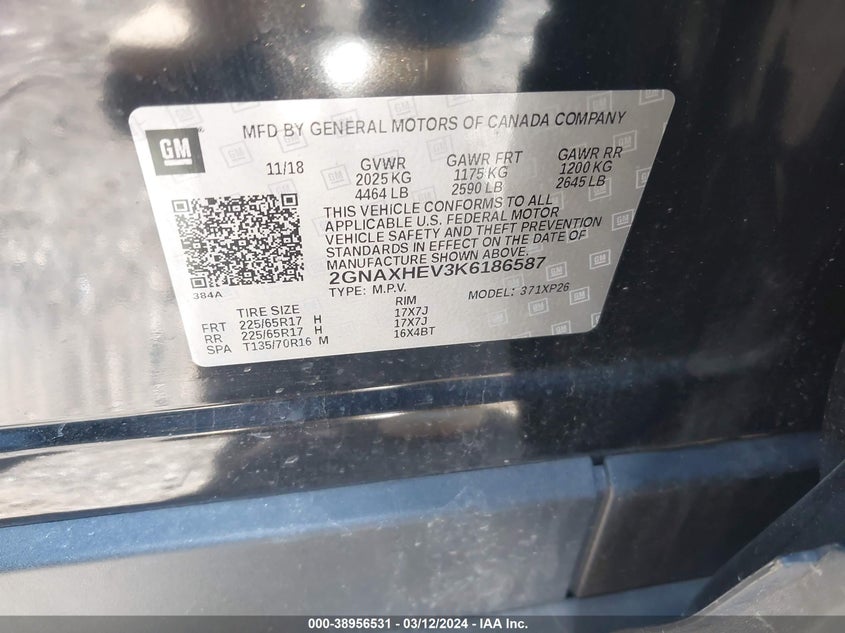 GM
MFD BY GENERAL MOTORS OF CANADA COMPANY
11/18 GVWR GAWR FRT GAWR RR
2025 KG 1175 KG 1200 KG
4464 LB 2590 LB 2645 LB
THIS VEHICLE CONFORMS TO ALL
APPLICABLE U.S. FEDERAL MOTOR
VEHICLE SAFETY AND THEFT PREVENTION
STANDARDS IN EFFECT ON THE DATE OF
MANUFACTURE SHOWN ABOVE.
2GNAXHEV3K6186587
384A TYPE: M.P.V. MODEL: 371XP26
TIRE SIZE RIM
FRT 225/65R17 H 17X7J
RR 225/65R17 H 17X7J
SPA T135/70R16 M 16X4BT
000-38956531 - 03/12/2024 - IAA Inc.